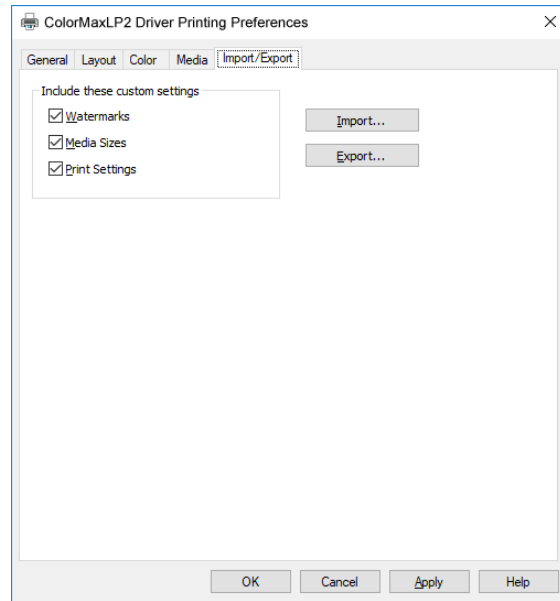 ColorMaxLP2 Driver Printing Preferences
General Layout Color Media Import/Export
Include these custom settings
Watermarks
Import...
Media Sizes
Export...
Print Settings
OK Cancel Apply Help